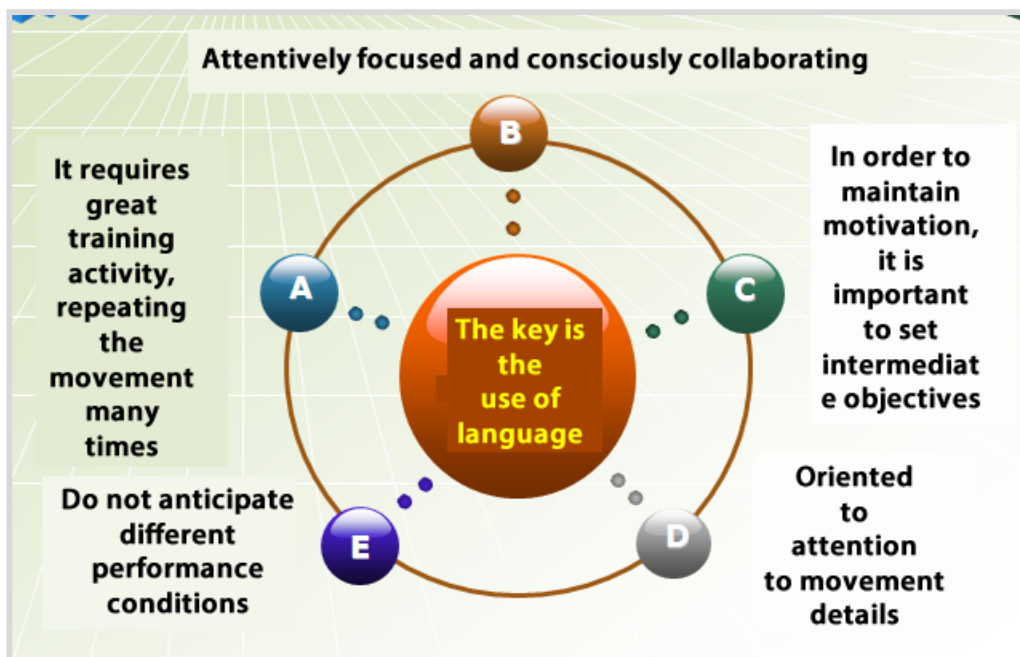 Attentively focused and consciously collaborating
B
It requires
great
training
activity,
repeating
the
movement
many
times
A
The key is
the
use of
language
C
In order to
maintain
motivation,
it is
important
to set
intermediat
e objectives
Do not anticipate
different
performance
conditions
E
D
Oriented
to
attention
to movement
details